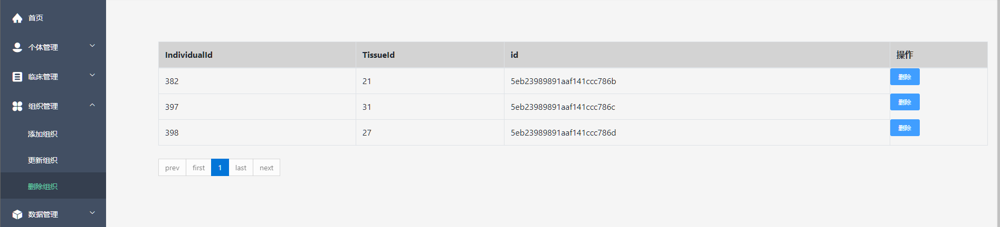 首页
个体管理
临床管理
组织管理
添加组织
更新组织
删除组织
数据管理
IndividualId TissueId id 操作
382 21 5eb23989891aaf141ccc786b 删除
397 31 5eb23989891aaf141ccc786c 删除
398 27 5eb23989891aaf141ccc786d 删除
prev first 1 last next